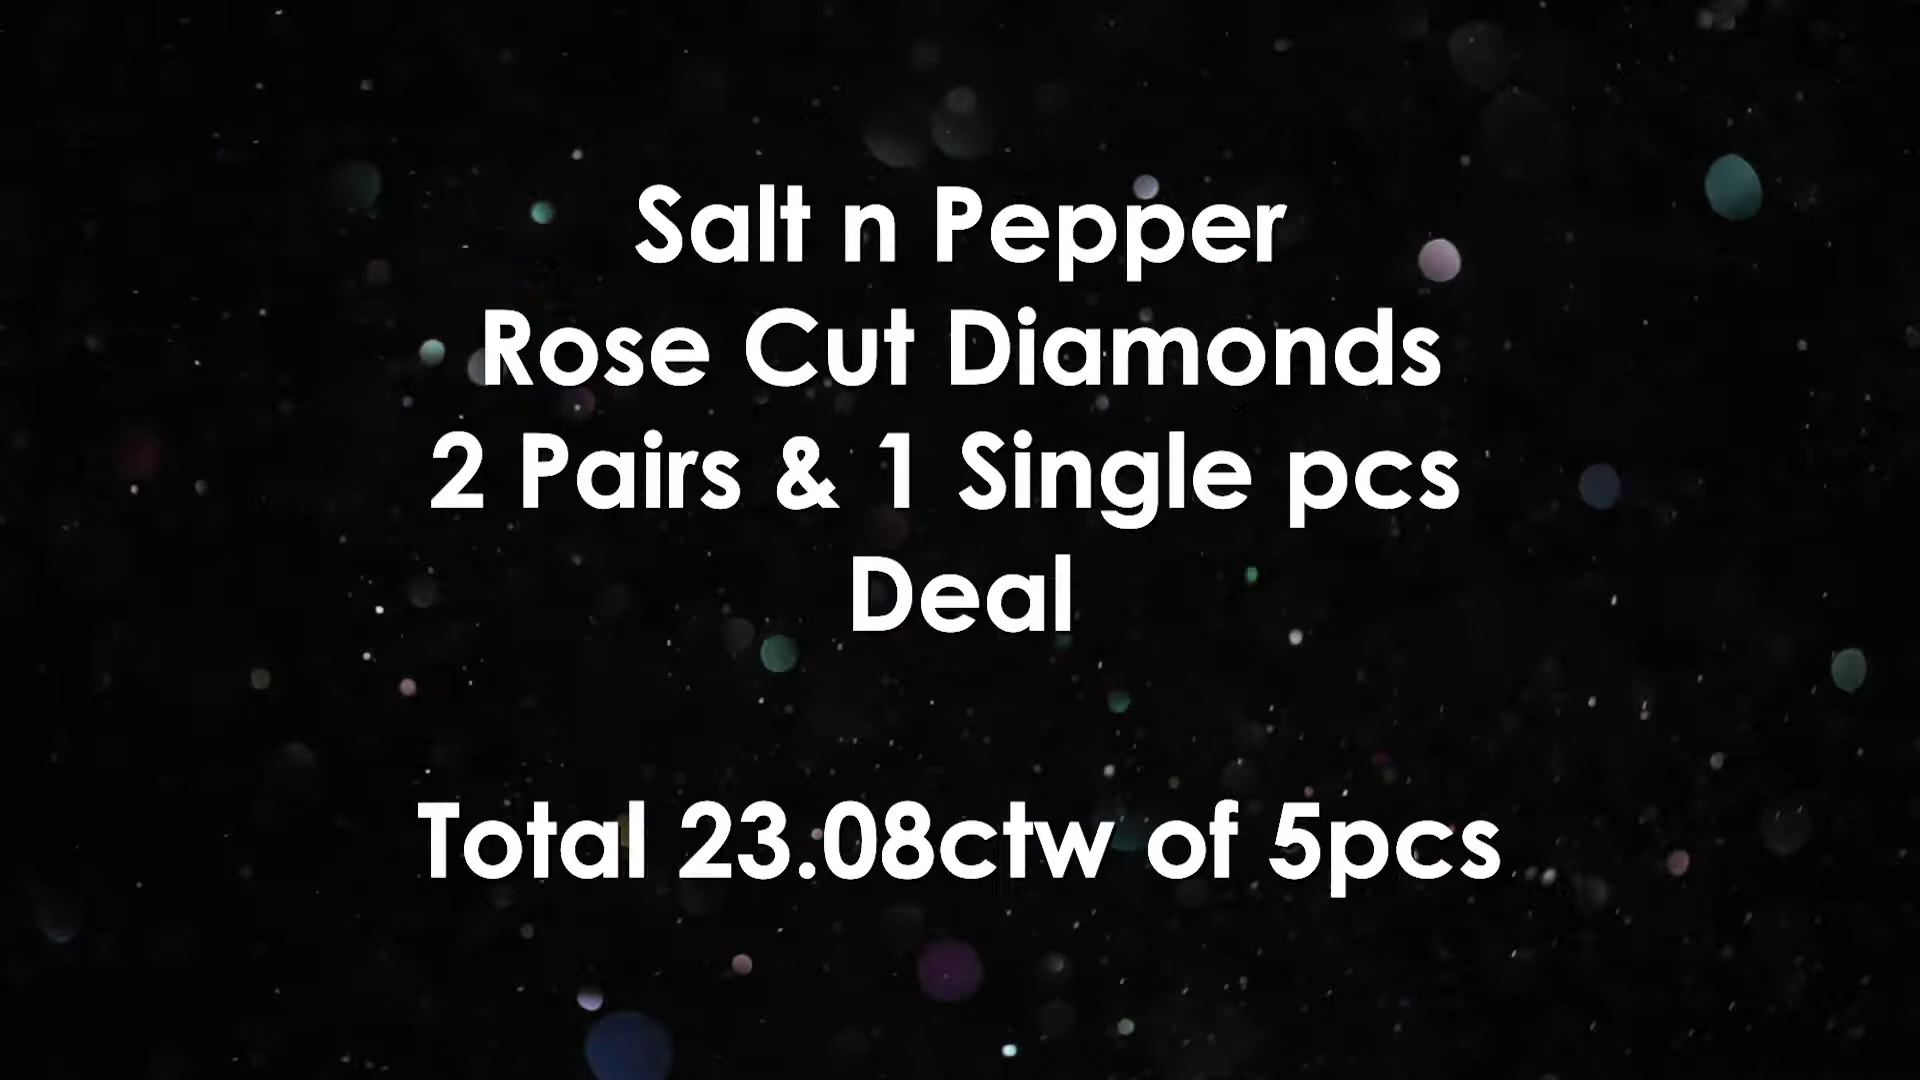 Salt n Pepper
Rose Cut Diamonds
2 Pairs & 1 Single pcs
Deal
Total 23.08ctw of 5pcs